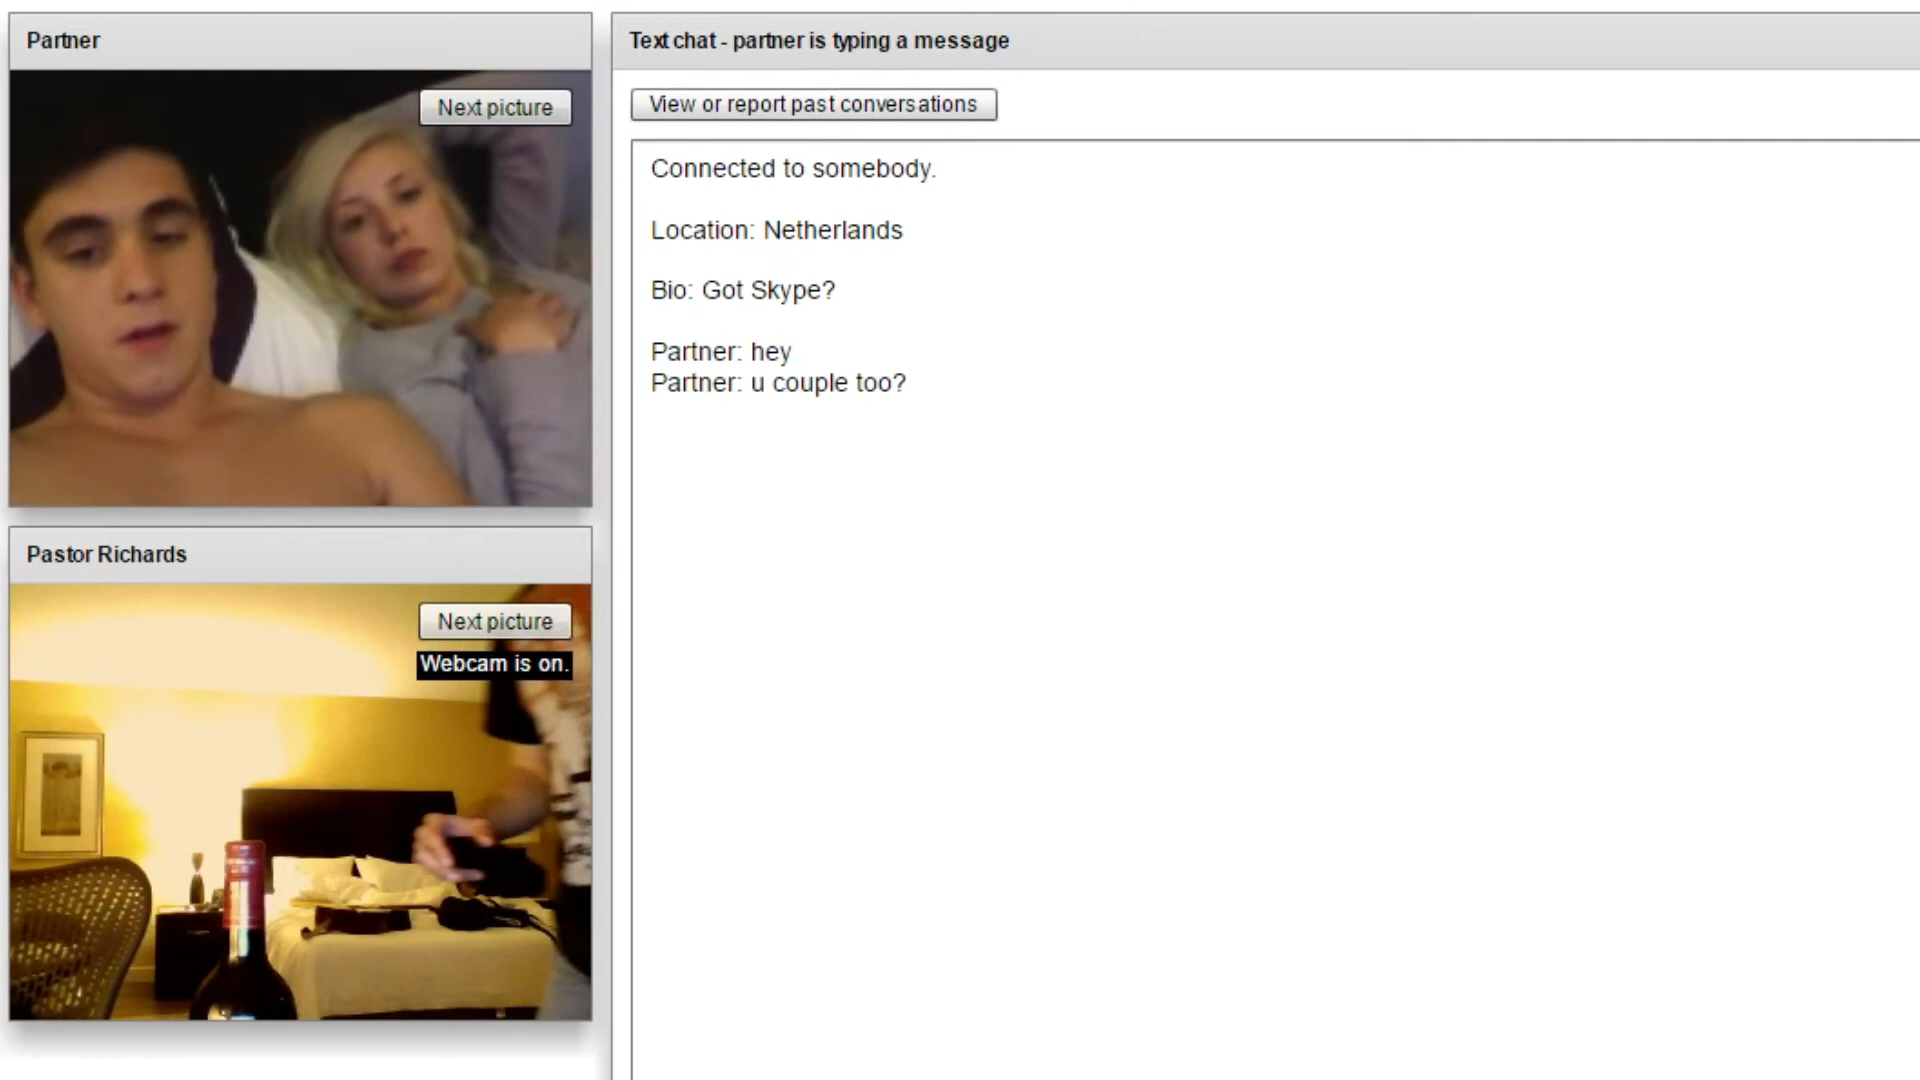 Partner
Next picture
Text chat - partner is typing a message
View or report past conversations
Connected to somebody.
Location: Netherlands
Bio: Got Skype?
Partner: hey
Partner: u couple too?
Pastor Richards
Next picture
Webcam is on.